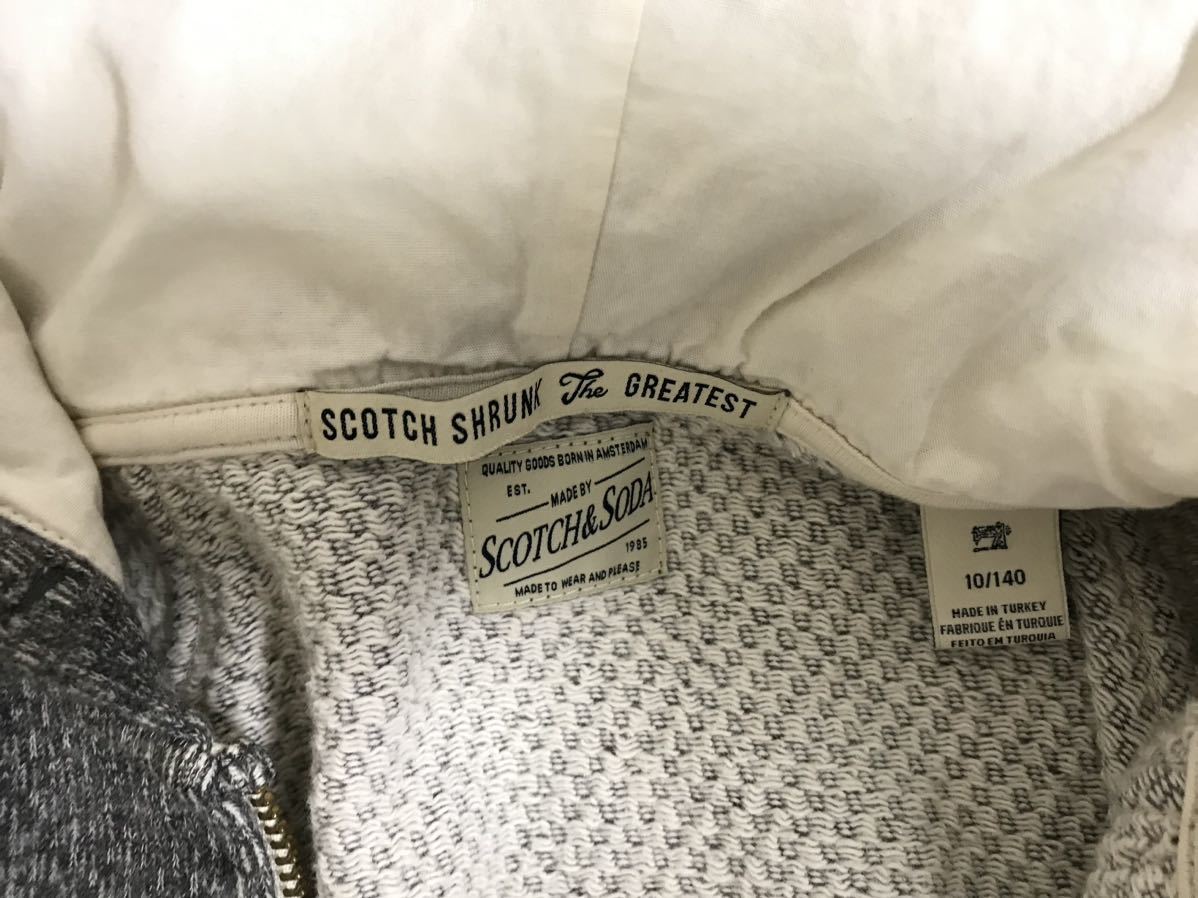 SCOTCH SHRUNK The GREATEST
QUALITY GOODS BORN IN AMSTERDAM
EST.
MADE BY
SCOTCH & SODA
1985
MADE TO WEAR AND PLEASE
10/140
MADE IN TURKEY
FABRIQUE ÉN TURQUIE
FEITO EM TURQUIA